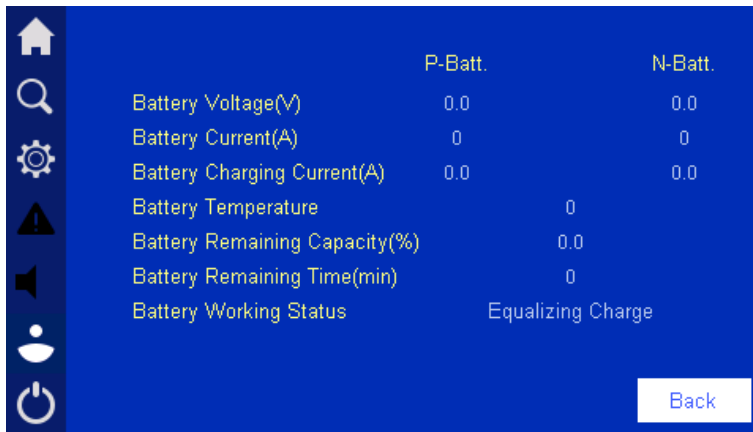 P-Batt. N-Batt.
Battery Voltage(V) 0.0 0.0
Battery Current(A) 0 0
Battery Charging Current(A) 0.0 0.0
Battery Temperature 0
Battery Remaining Capacity(%) 0.0
Battery Remaining Time(min) 0
Battery Working Status Equalizing Charge
Back